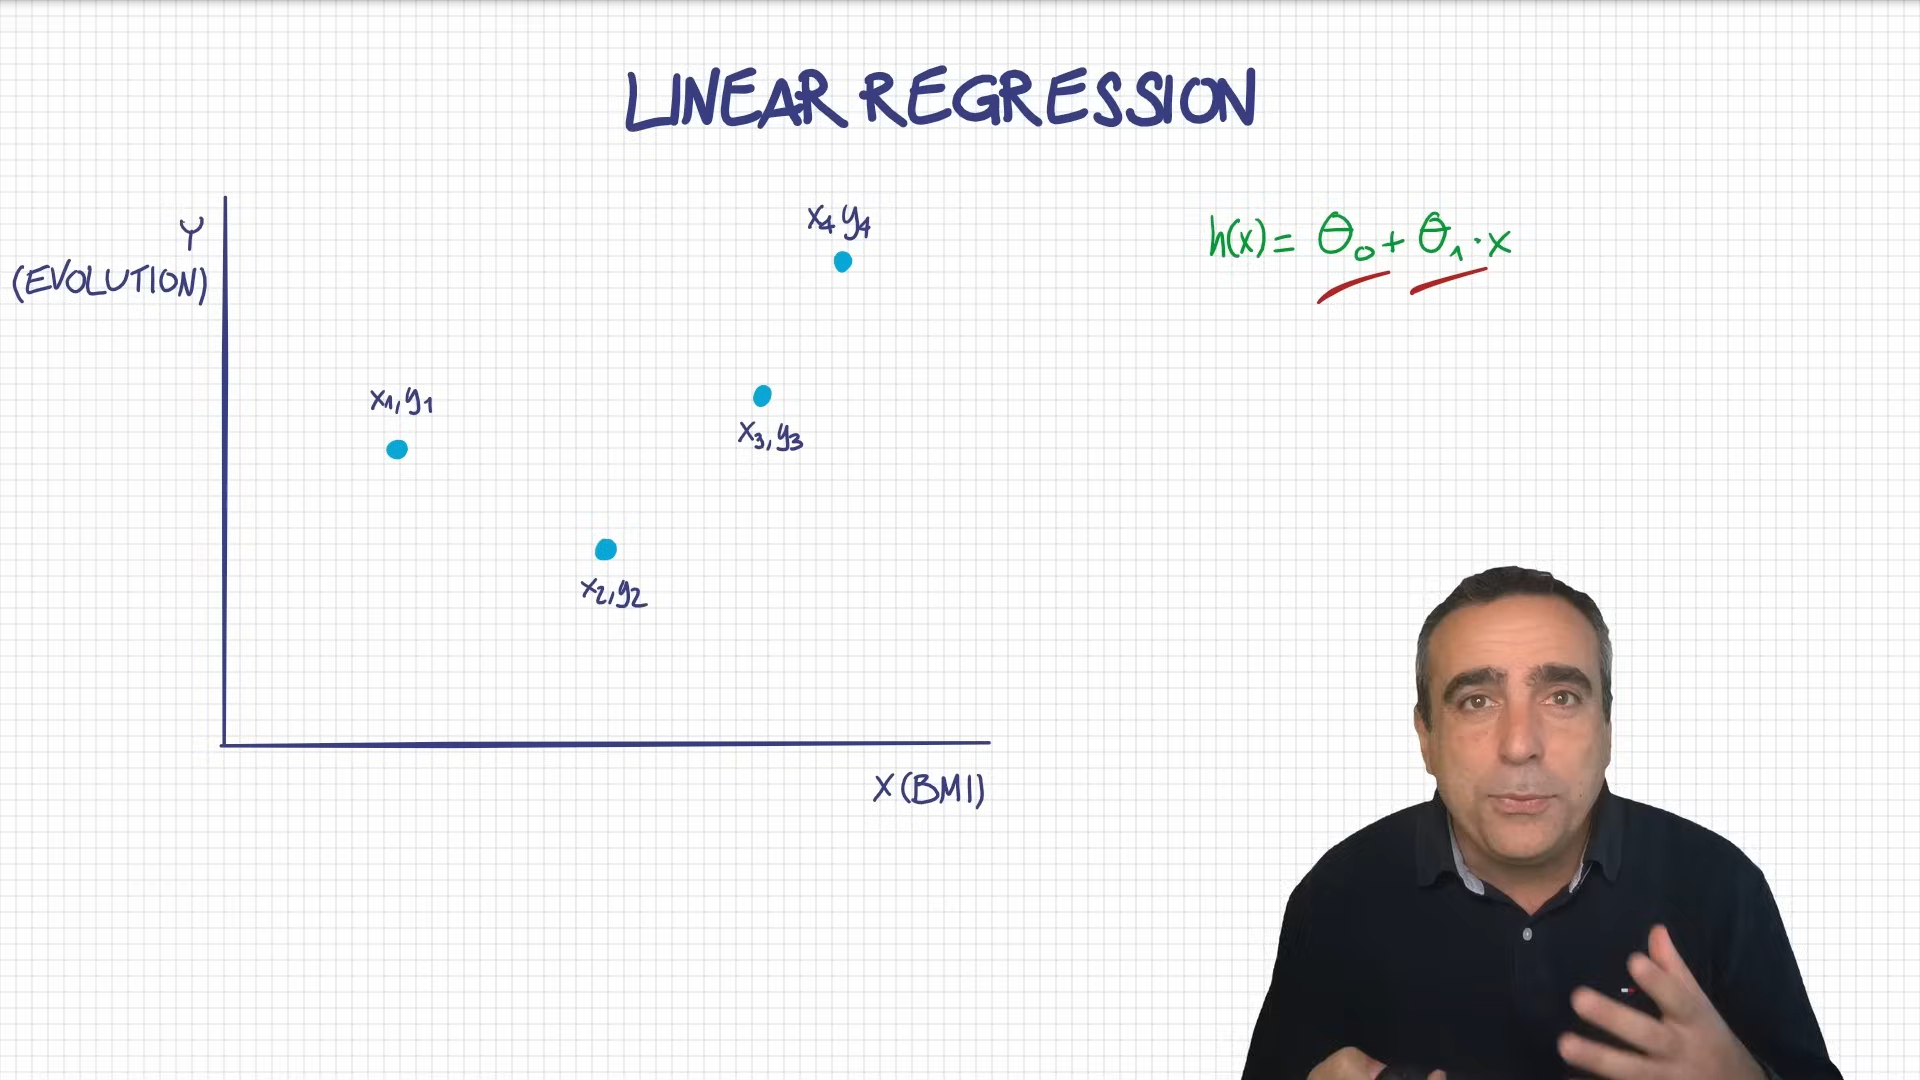 LINEAR REGRESSION
Y
(EVOLUTION)
x4 y4
h(x) = θ0 + θ1 · x
x1, y1
x3, y3
x2, y2
X (BMI)